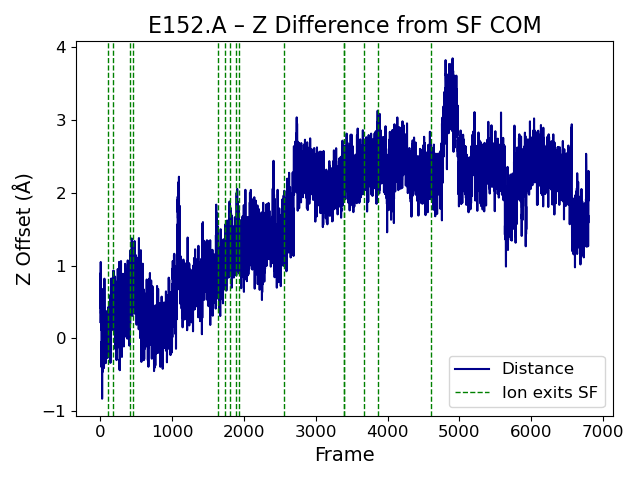 E152.A – Z Difference from SF COM
Z Offset (Å)
4
3
2
1
0
−1
0 1000 2000 3000 4000 5000 6000 7000
Frame
Distance
Ion exits SF